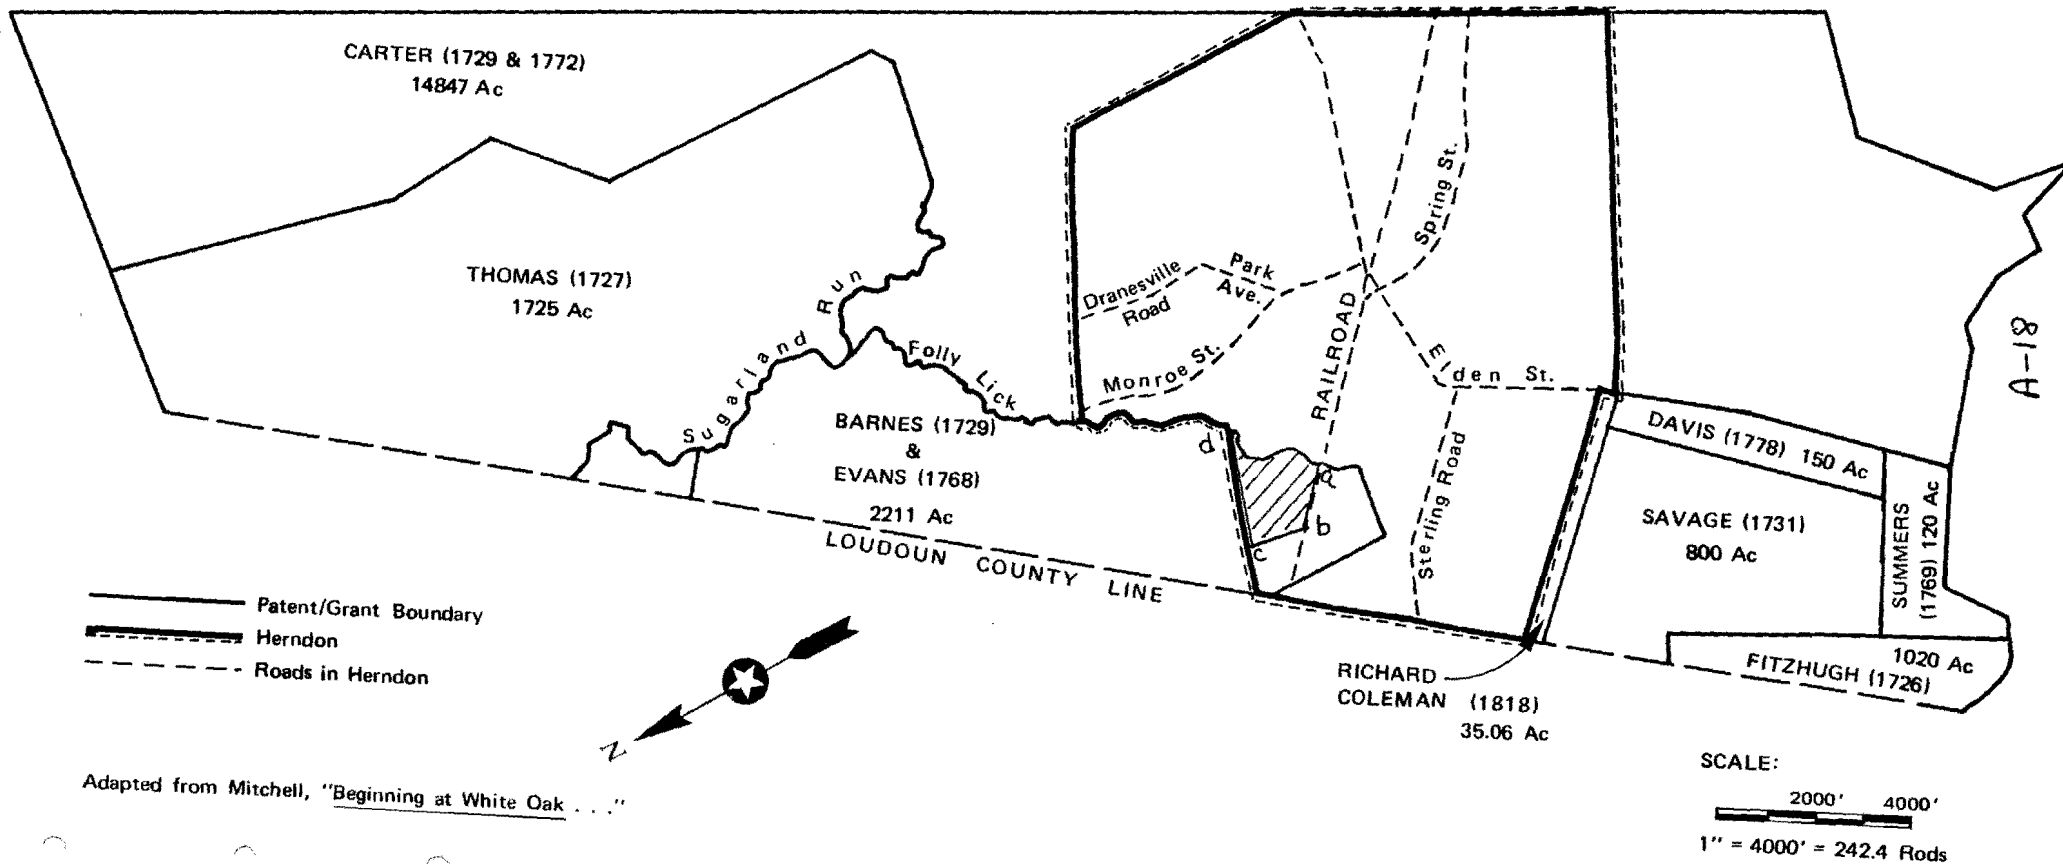 CARTER (1729 & 1772)
14847 Ac
THOMAS (1727)
1725 Ac
Sugarland Run
Folly Lick
BARNES (1729)
&
EVANS (1768)
2211 Ac
LOUDOUN COUNTY LINE
Dranesville
Road
Park
Ave.
Monroe St.
RAILROAD
Spring St.
Elden St.
Sterling Road
d
a
b
c
DAVIS (1778) 150 Ac
SAVAGE (1731)
800 Ac
SUMMERS
(1769) 120 Ac
1020 Ac
FITZHUGH (1726)
RICHARD
COLEMAN (1818)
35.06 Ac
A-18
Patent/Grant Boundary
Herndon
Roads in Herndon
N
Adapted from Mitchell, "Beginning at White Oak . . ."
SCALE:
2000' 4000'
1" = 4000' = 242.4 Rods